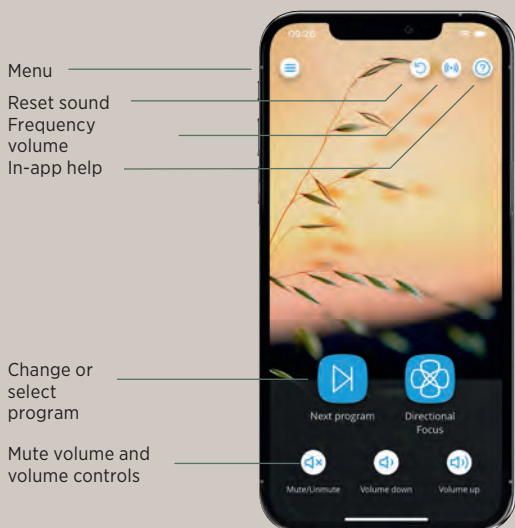 09:26
Menu
Reset sound
Frequency
volume
In-app help
Change or
select
program
Next program
Directional
Focus
Mute volume and
volume controls
Mute/Unmute
Volume down
Volume up